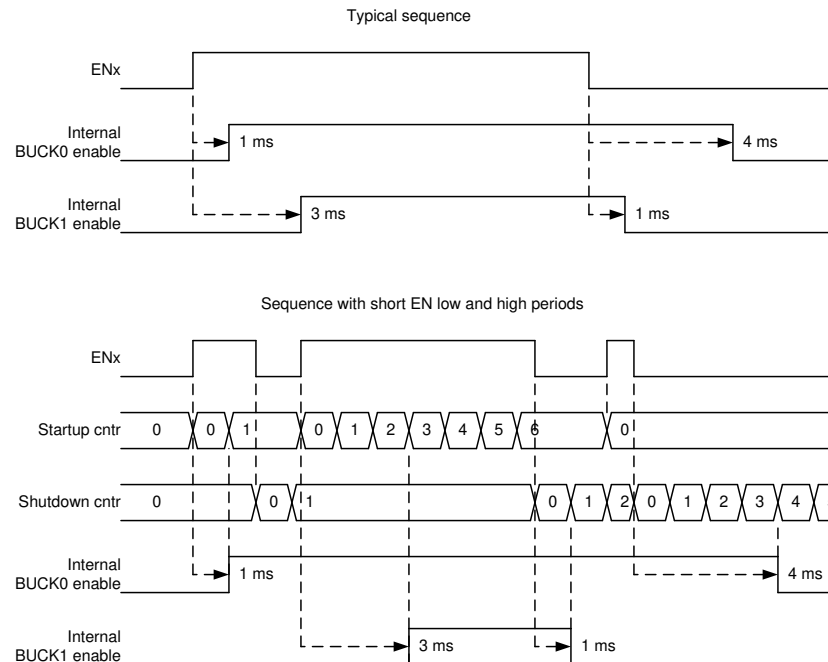 Typical sequence
ENx
Internal
BUCK0 enable
1 ms
4 ms
Internal
BUCK1 enable
3 ms
1 ms
Sequence with short EN low and high periods
ENx
Startup cntr
0 0 1 0 1 2 3 4 5 6 0
Shutdown cntr
0 0 1 0 1 2 0 1 2 3 4
Internal
BUCK0 enable
1 ms
4 ms
Internal
BUCK1 enable
3 ms
1 ms